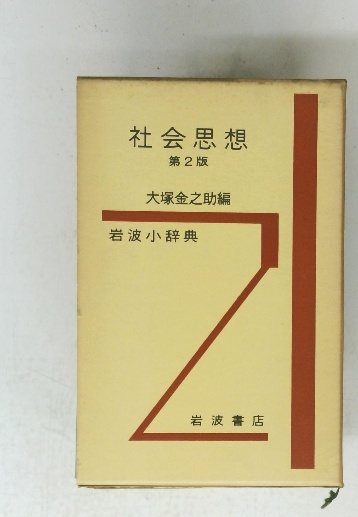 社会思想
第2版
大塚金之助編
岩波小辞典
岩波書店